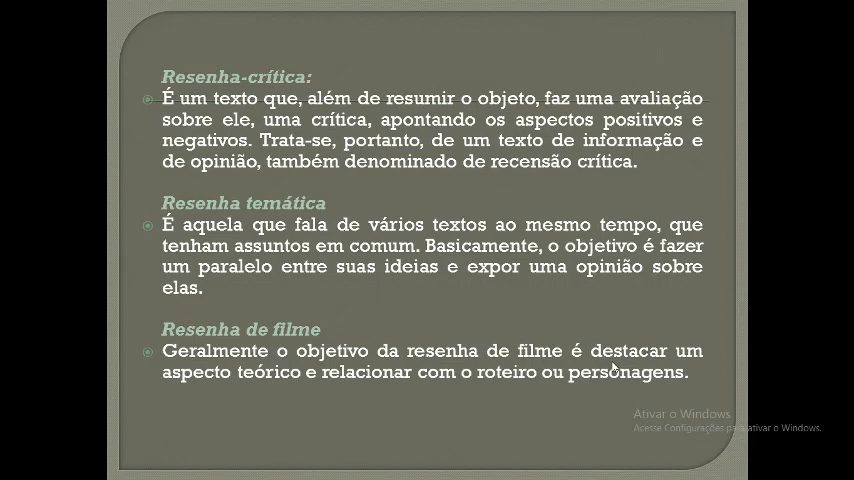 Resenha-crítica:
É um texto que, além de resumir o objeto, faz uma avaliação
sobre ele, uma crítica, apontando os aspectos positivos e
negativos. Trata-se, portanto, de um texto de informação e
de opinião, também denominado de recensão crítica.
Resenha temática
É aquela que fala de vários textos ao mesmo tempo, que
tenham assuntos em comum. Basicamente, o objetivo é fazer
um paralelo entre suas ideias e expor uma opinião sobre
elas.
Resenha de filme
Geralmente o objetivo da resenha de filme é destacar um
aspecto teórico e relacionar com o roteiro ou personagens.
Ativar o Windows
Acesse Configurações para ativar o Windows.